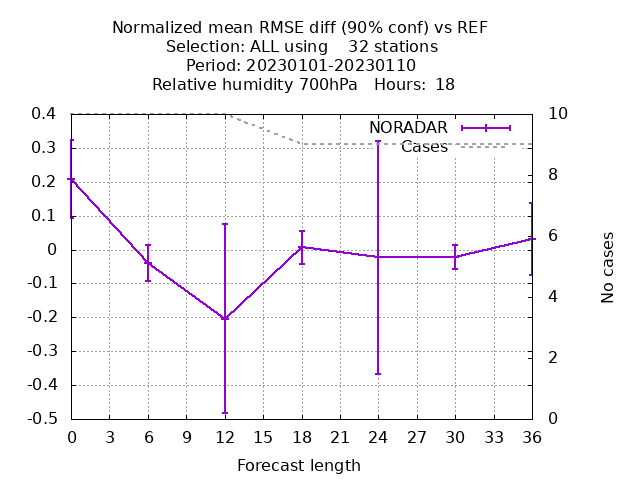 Normalized mean RMSE diff (90% conf) vs REF
Selection: ALL using    32 stations
Period: 20230101-20230110
Relative humidity 700hPa   Hours:  18
0.4
0.3
0.2
0.1
0
-0.1
-0.2
-0.3
-0.4
-0.5
NORADAR
Cases
10
8
6
4
2
0
No cases
0 3 6 9 12 15 18 21 24 27 30 33 36
Forecast length